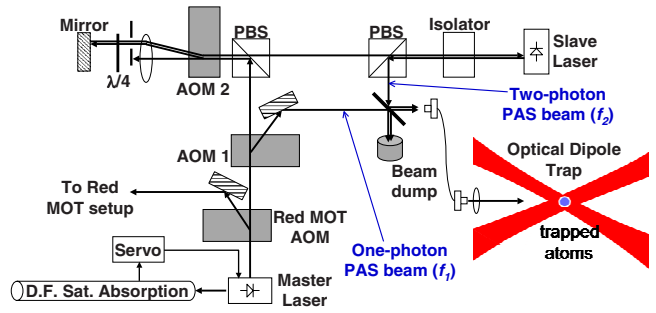 Mirror
λ/4
AOM 2
PBS
PBS
Isolator
Slave
Laser
Two-photon
PAS beam (f2)
AOM 1
Beam
dump
Optical Dipole
Trap
trapped
atoms
To Red
MOT setup
Red MOT
AOM
One-photon
PAS beam (f1)
Servo
D.F. Sat. Absorption
Master
Laser